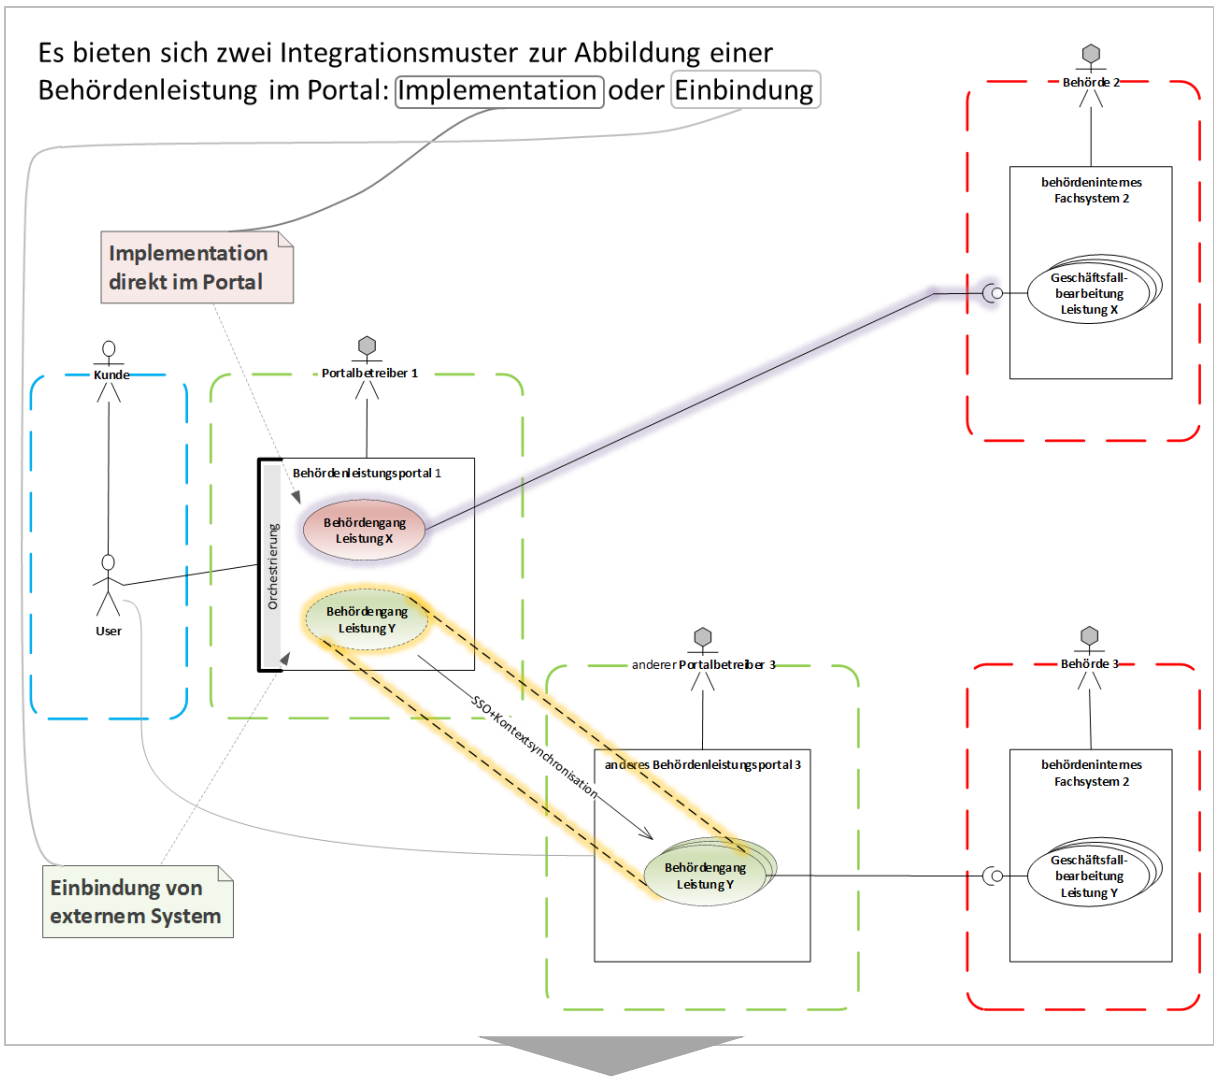 Es bieten sich zwei Integrationsmuster zur Abbildung einer
Behördenleistung im Portal: Implementation oder Einbindung
Behörde 2
behördeninternes
Fachsystem 2
Geschäftsfall-
bearbeitung
Leistung X
Implementation
direkt im Portal
Kunde
Portalbetreiber 1
Behördenleistungsportal 1
Orchestrierung
Behördengang
Leistung X
Behördengang
Leistung Y
User
SSO+Kontextsynchronisation
anderer Portalbetreiber 3
anderes Behördenleistungsportal 3
Behördengang
Leistung Y
Behörde 3
behördeninternes
Fachsystem 2
Geschäftsfall-
bearbeitung
Leistung Y
Einbindung von
externem System